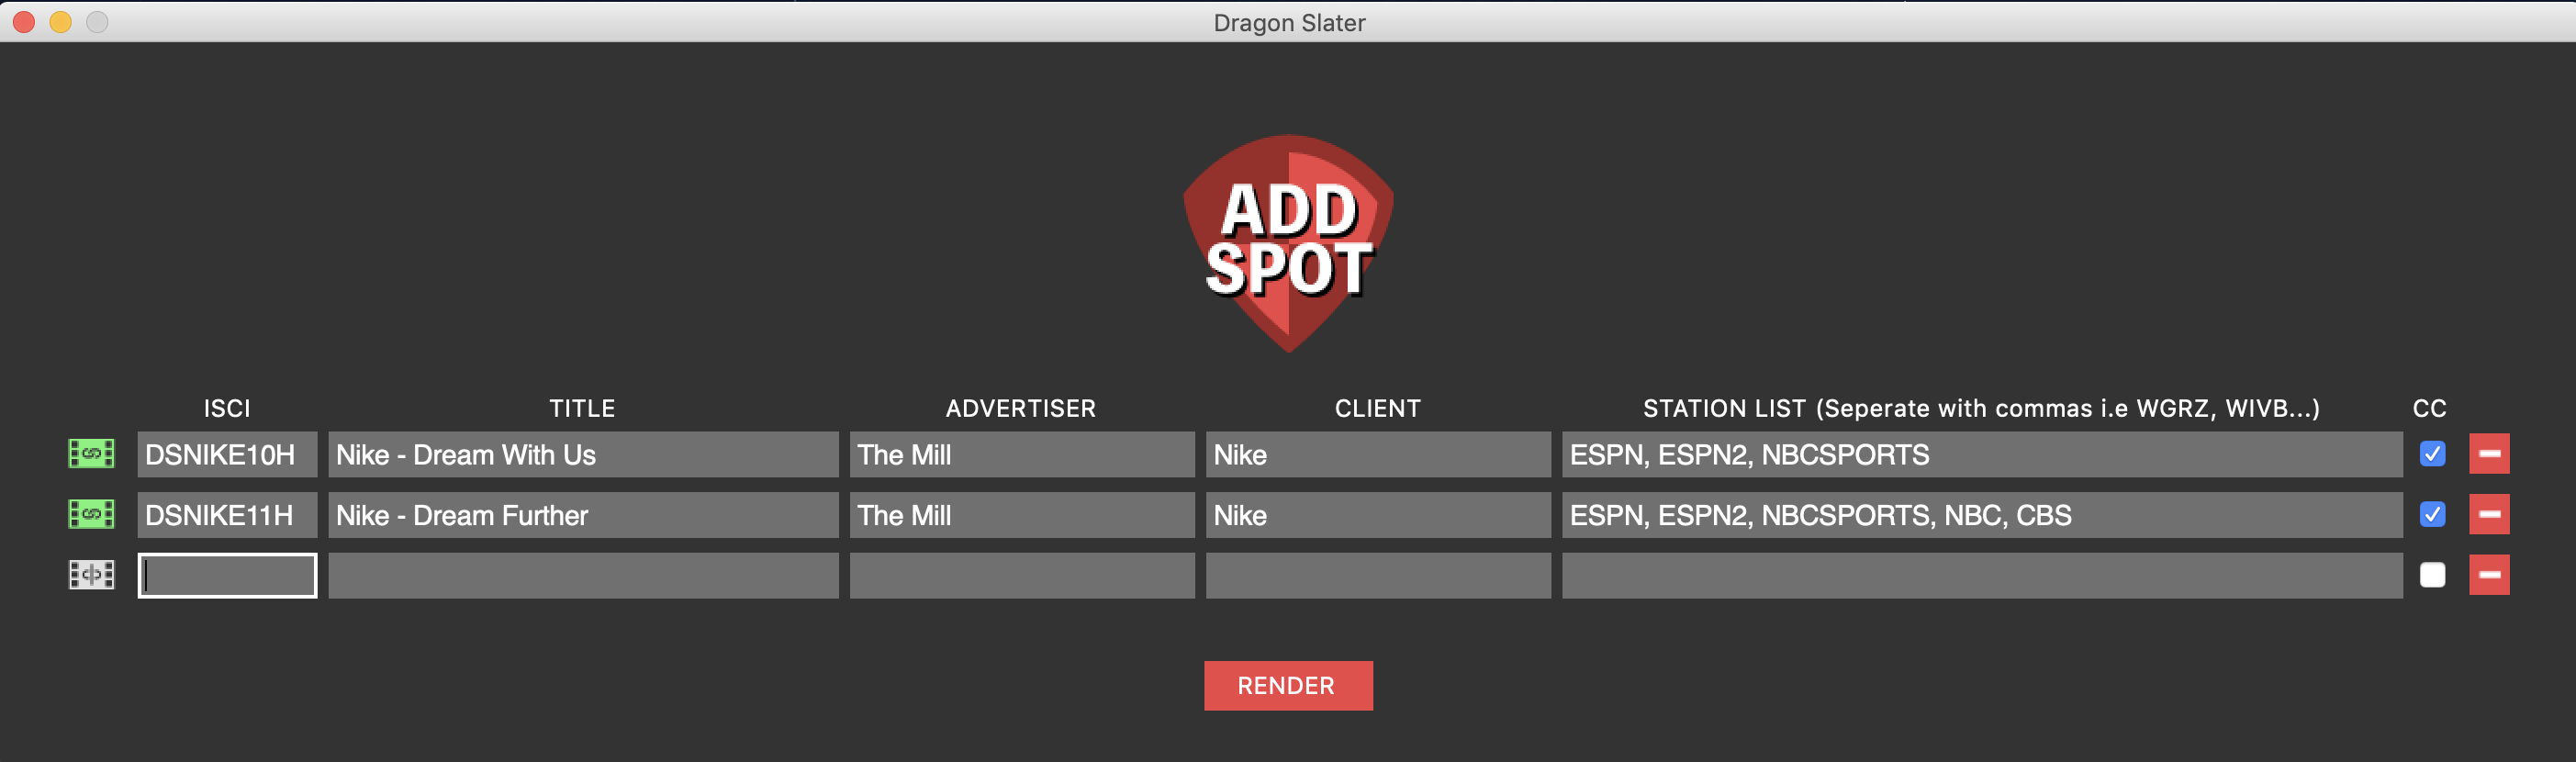 Dragon Slater
ADD
SPOT
ISCI TITLE ADVERTISER CLIENT STATION LIST (Seperate with commas i.e WGRZ, WIVB...) CC
DSNIKE10H Nike - Dream With Us The Mill Nike ESPN, ESPN2, NBCSPORTS
DSNIKE11H Nike - Dream Further The Mill Nike ESPN, ESPN2, NBCSPORTS, NBC, CBS
RENDER